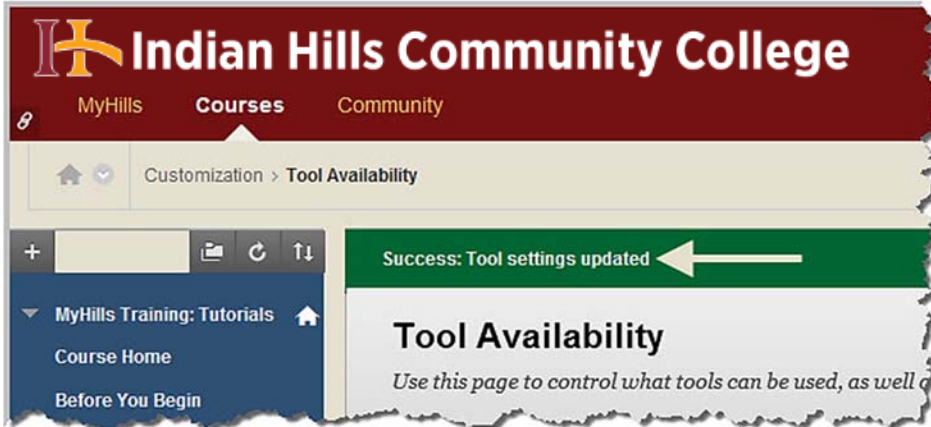 Indian Hills Community College
MyHills Courses Community
Customization > Tool Availability
Success: Tool settings updated
MyHills Training: Tutorials
Course Home
Before You Begin
Tool Availability
Use this page to control what tools can be used, as well